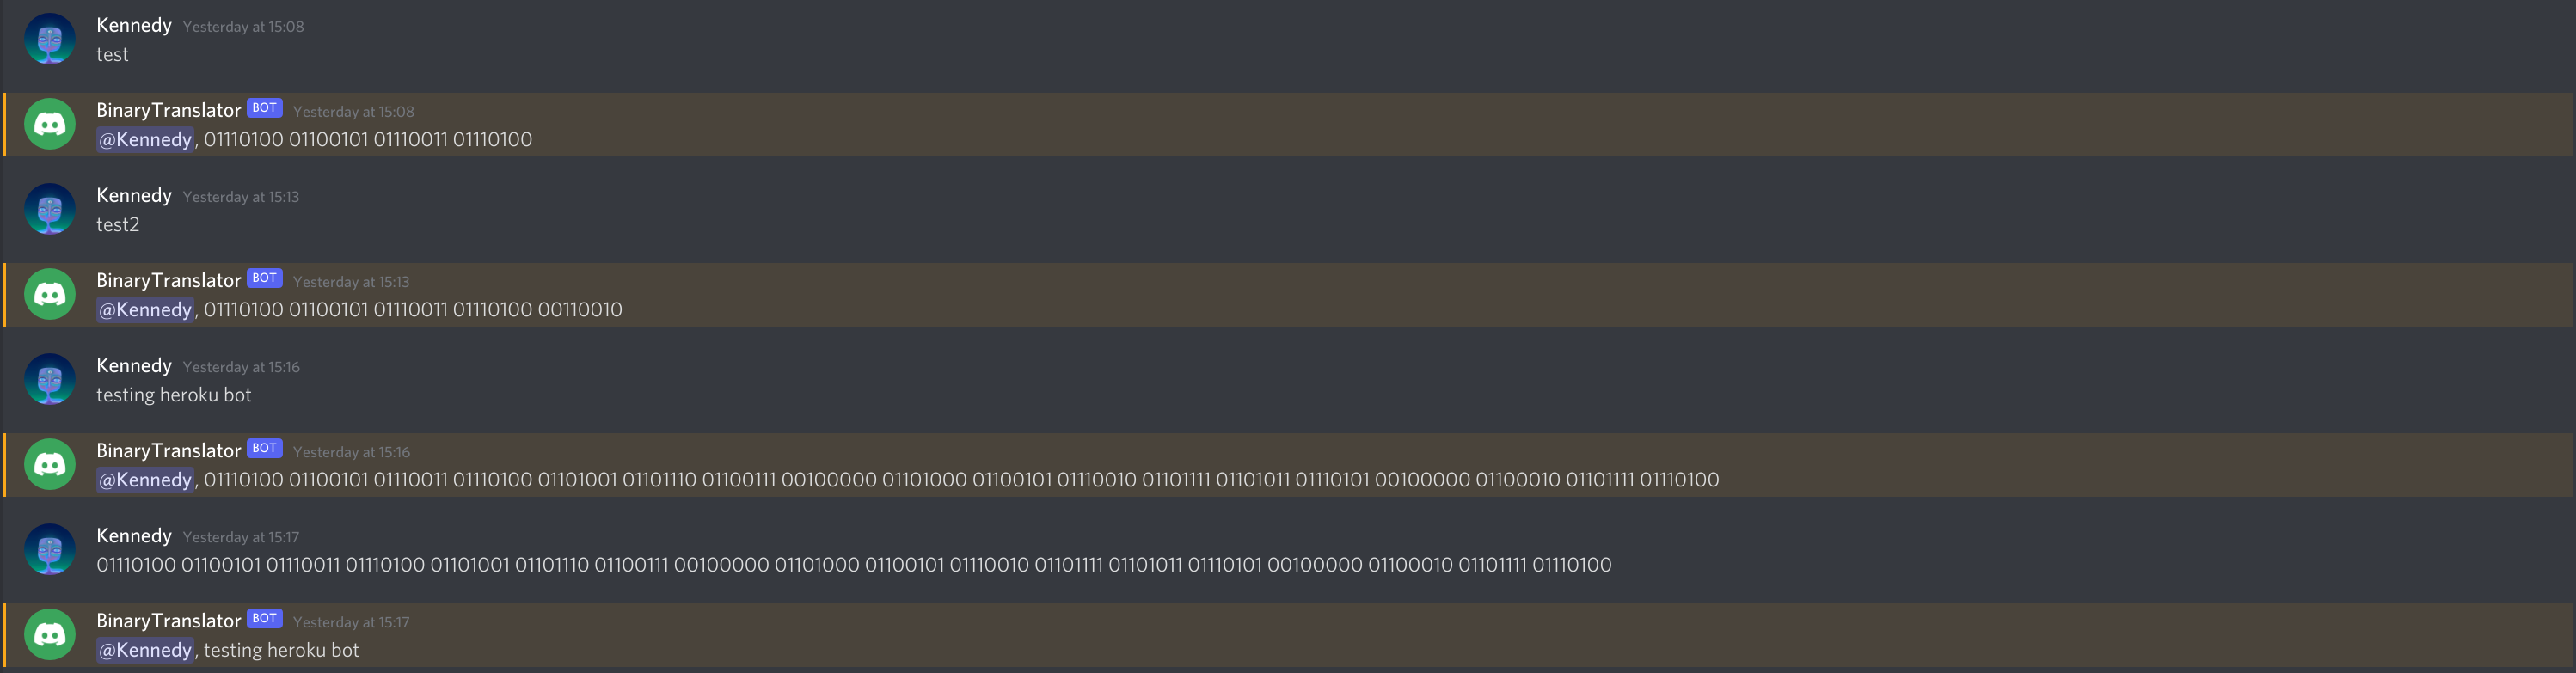 Kennedy Yesterday at 15:08
test
BinaryTranslator BOT Yesterday at 15:08
@Kennedy, 01110100 01100101 01110011 01110100
Kennedy Yesterday at 15:13
test2
BinaryTranslator BOT Yesterday at 15:13
@Kennedy, 01110100 01100101 01110011 01110100 00110010
Kennedy Yesterday at 15:16
testing heroku bot
BinaryTranslator BOT Yesterday at 15:16
@Kennedy, 01110100 01100101 01110011 01110100 01101001 01101110 01100111 00100000 01101000 01100101 01110010 01101111 01101011 01110101 00100000 01100010 01101111 01110100
Kennedy Yesterday at 15:17
01110100 01100101 01110011 01110100 01101001 01101110 01100111 00100000 01101000 01100101 01110010 01101111 01101011 01110101 00100000 01100010 01101111 01110100
BinaryTranslator BOT Yesterday at 15:17
@Kennedy, testing heroku bot